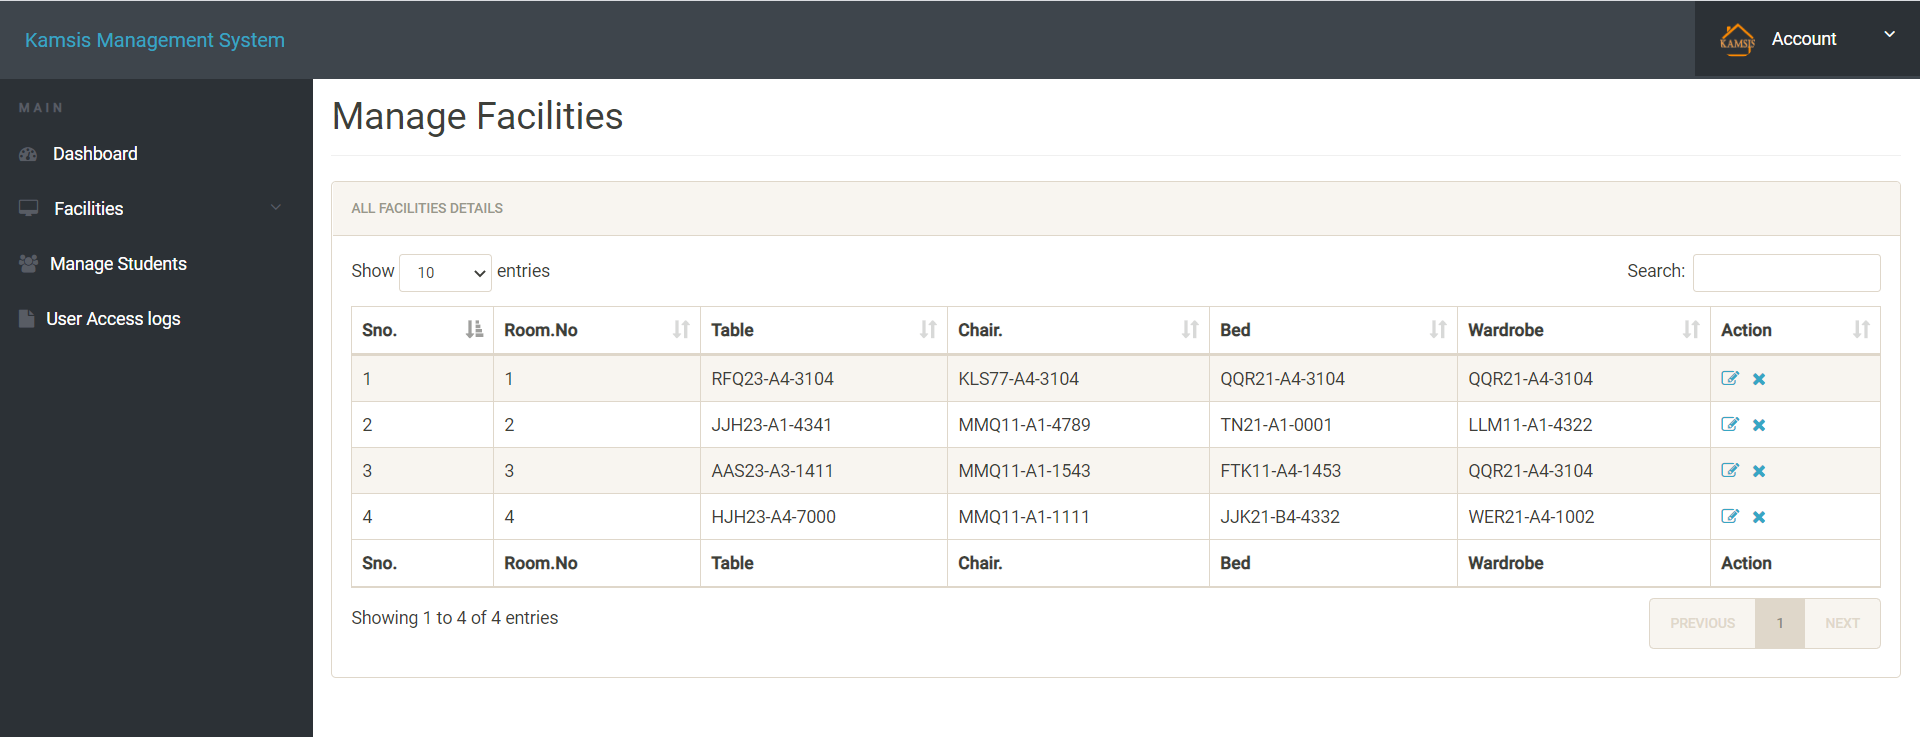 Kamsis Management System
KAMSIS
Account
MAIN
Dashboard
Facilities
Manage Students
User Access logs
Manage Facilities
ALL FACILITIES DETAILS
Show 10 entries
Search:
Sno. Room.No Table Chair. Bed Wardrobe Action
1 1 RFQ23-A4-3104 KLS77-A4-3104 QQR21-A4-3104 QQR21-A4-3104
2 2 JJH23-A1-4341 MMQ11-A1-4789 TN21-A1-0001 LLM11-A1-4322
3 3 AAS23-A3-1411 MMQ11-A1-1543 FTK11-A4-1453 QQR21-A4-3104
4 4 HJH23-A4-7000 MMQ11-A1-1111 JJK21-B4-4332 WER21-A4-1002
Sno. Room.No Table Chair. Bed Wardrobe Action
Showing 1 to 4 of 4 entries
PREVIOUS 1 NEXT